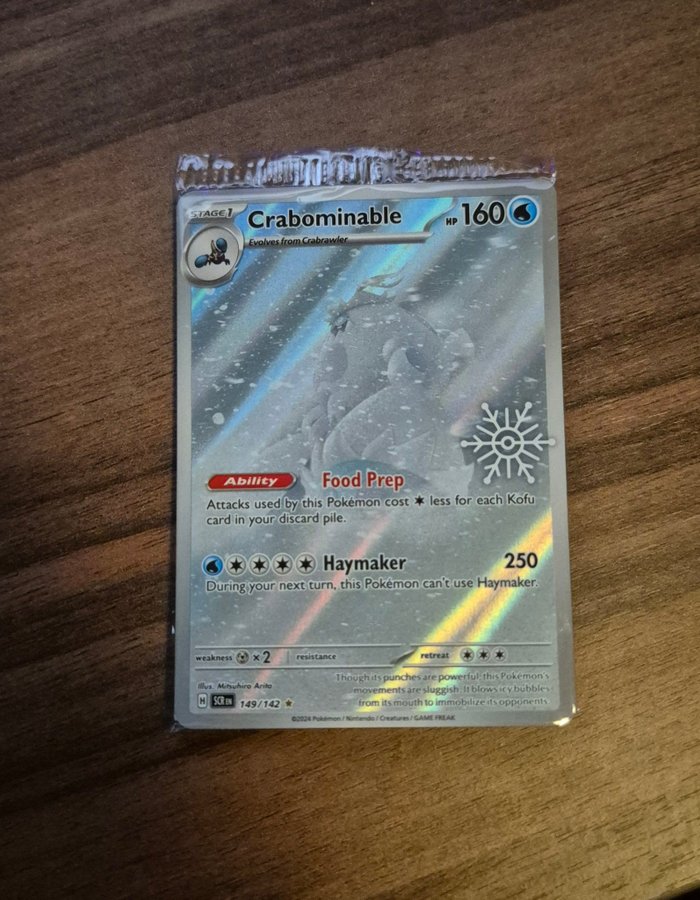 STAGE 1
Crabominable
HP 160
Evolves from Crabrawler
Ability Food Prep
Attacks used by this Pokémon cost less for each Kofu
card in your discard pile.
Haymaker 250
During your next turn, this Pokémon can't use Haymaker.
weakness ×2 resistance retreat
Though its punches are powerful, this Pokémon's
movements are sluggish. It blows icy bubbles
from its mouth to immobilize its opponents.
Illus. Mitsuhiro Arita
H SCR EN 149/142
©2024 Pokémon / Nintendo / Creatures / GAME FREAK